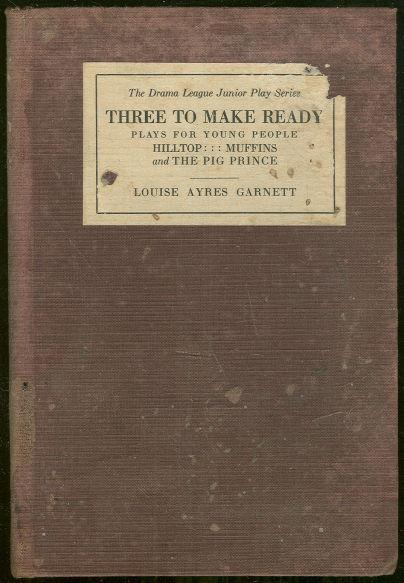 The Drama League Junior Play Series
THREE TO MAKE READY
PLAYS FOR YOUNG PEOPLE
HILLTOP : : : MUFFINS
and THE PIG PRINCE
LOUISE AYRES GARNETT